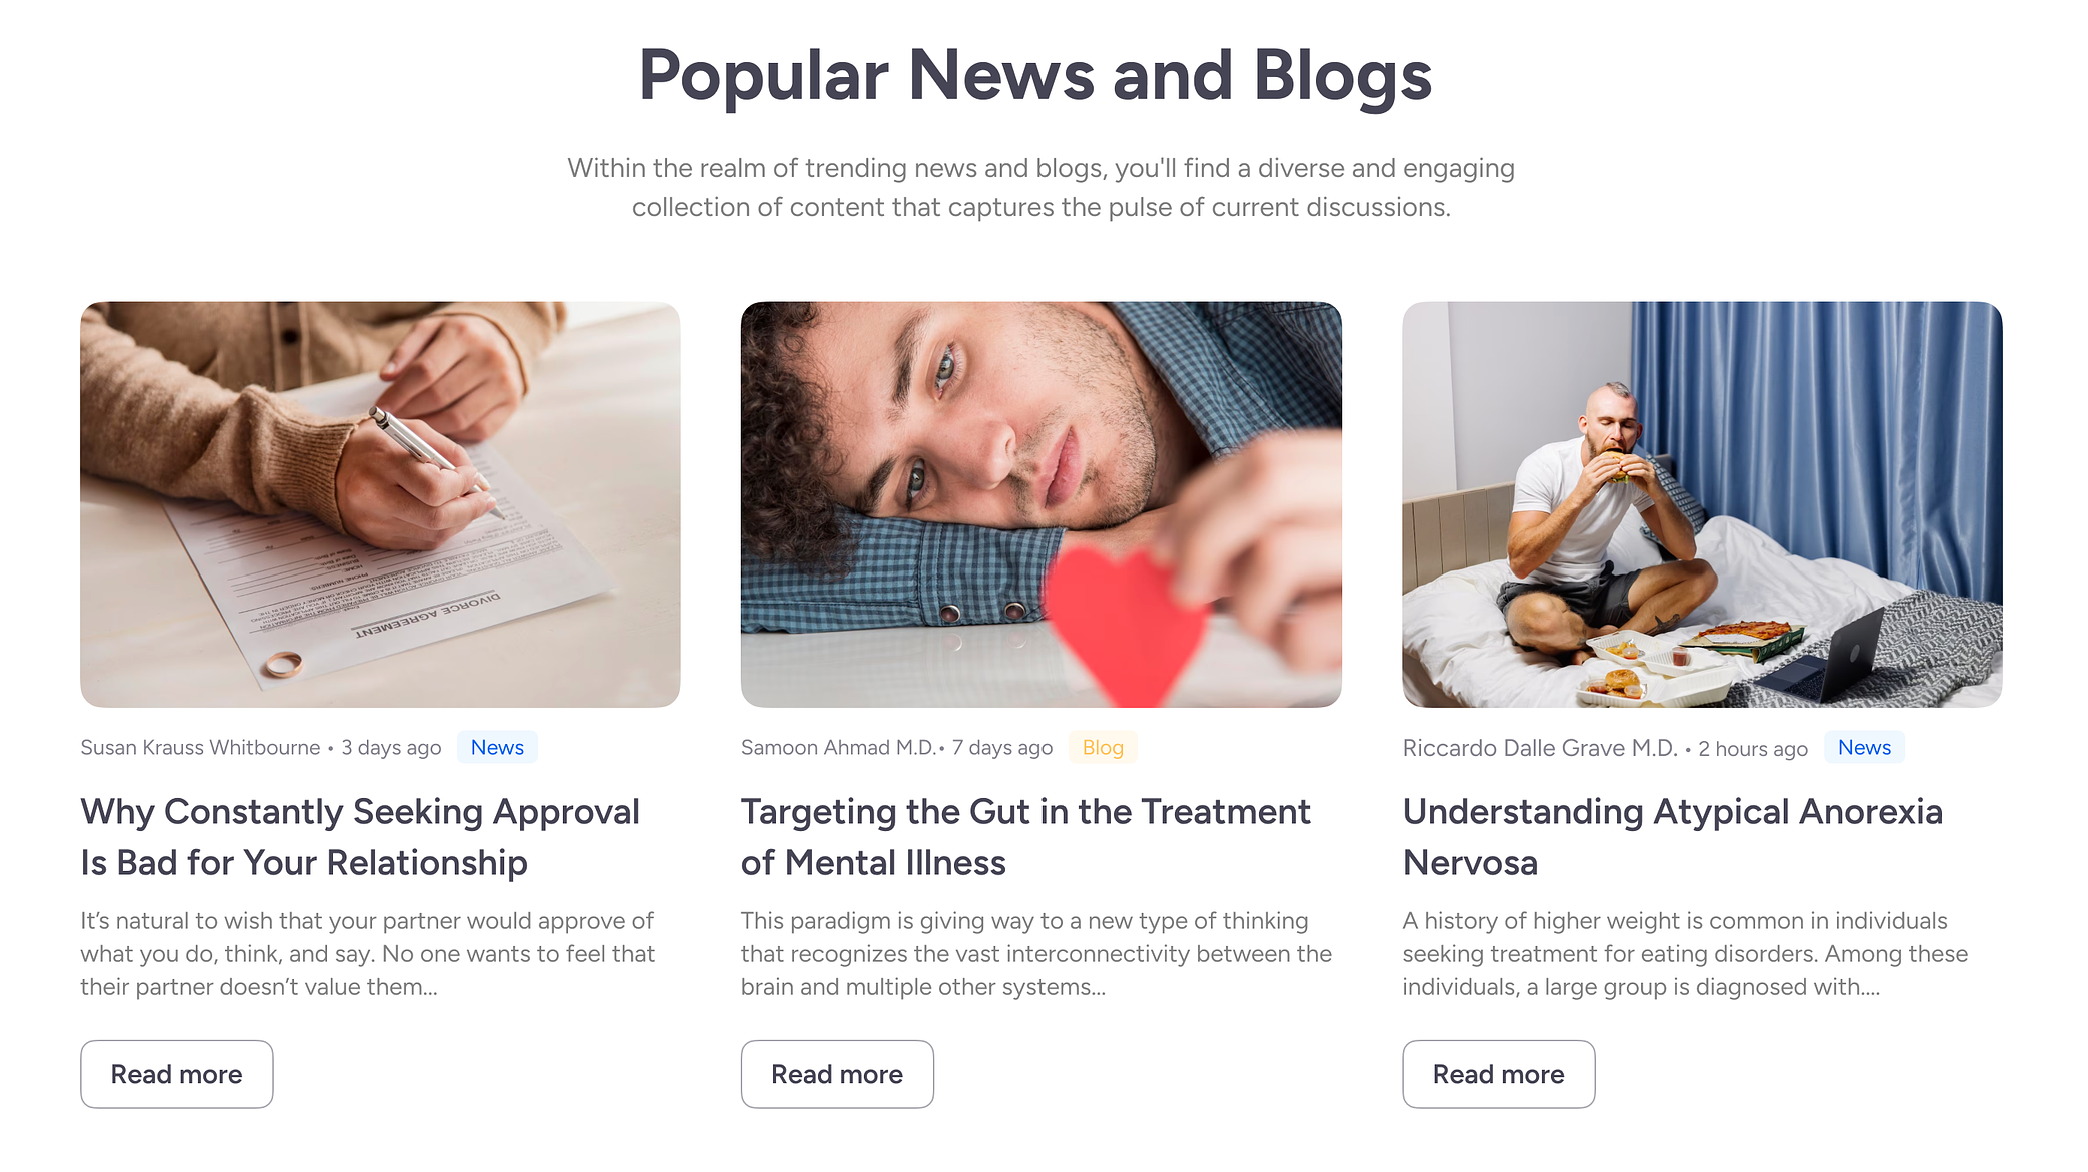 Popular News and Blogs
Within the realm of trending news and blogs, you'll find a diverse and engaging
collection of content that captures the pulse of current discussions.
DIVORCE AGREEMENT
Susan Krauss Whitbourne • 3 days ago News
Why Constantly Seeking Approval
Is Bad for Your Relationship
It’s natural to wish that your partner would approve of
what you do, think, and say. No one wants to feel that
their partner doesn’t value them...
Read more
Samoon Ahmad M.D.• 7 days ago Blog
Targeting the Gut in the Treatment
of Mental Illness
This paradigm is giving way to a new type of thinking
that recognizes the vast interconnectivity between the
brain and multiple other systems...
Read more
Riccardo Dalle Grave M.D. • 2 hours ago News
Understanding Atypical Anorexia
Nervosa
A history of higher weight is common in individuals
seeking treatment for eating disorders. Among these
individuals, a large group is diagnosed with....
Read more